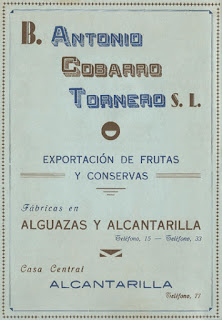 B. ANTONIO
COBARRO
TORNERO S. L.
EXPORTACIÓN DE FRUTAS
Y CONSERVAS
Fábricas en
ALGUAZAS Y ALCANTARILLA
Teléfono, 15 — Teléfono, 33
Casa Central
ALCANTARILLA
Teléfono, 71